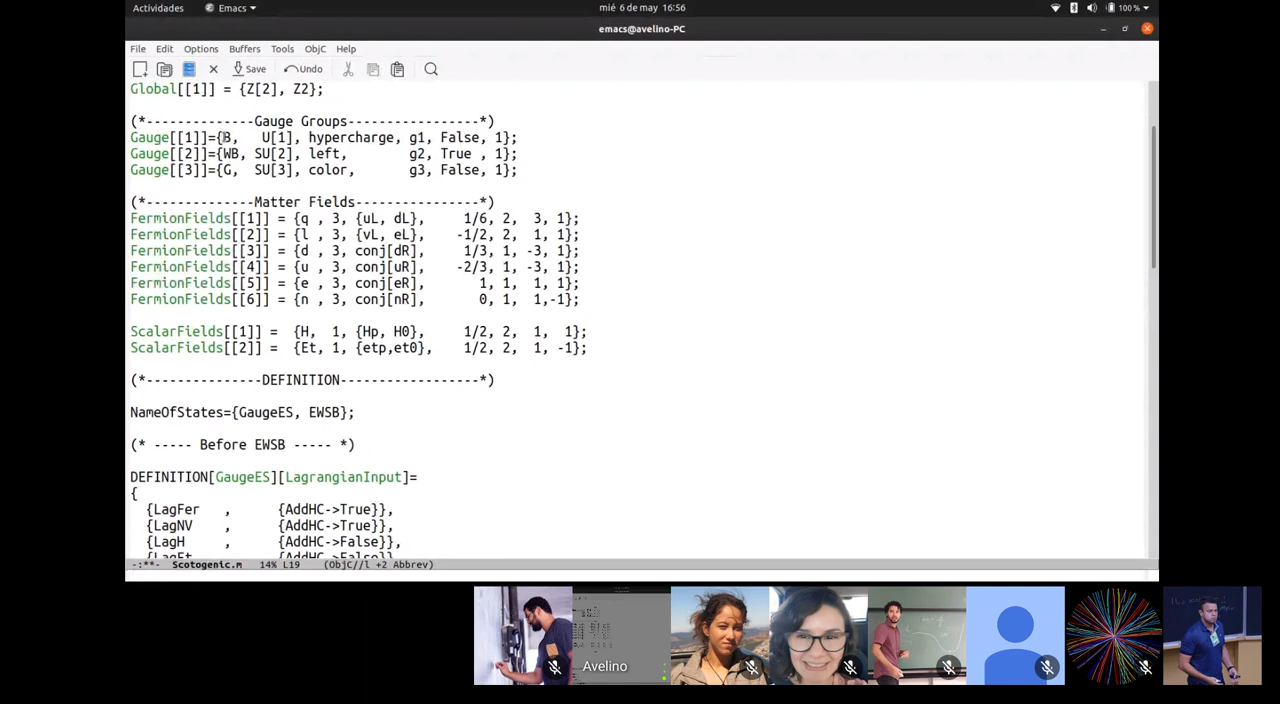 Actividades Emacs mié 6 de may 16:56 100 %
emacs@avelino-PC
File Edit Options Buffers Tools ObjC Help
Save Undo
Global[[1]] = {Z[2], Z2};
(*--------------Gauge Groups-----------------*)
Gauge[[1]]={B, U[1], hypercharge, g1, False, 1};
Gauge[[2]]={WB, SU[2], left, g2, True , 1};
Gauge[[3]]={G, SU[3], color, g3, False, 1};
(*--------------Matter Fields----------------*)
FermionFields[[1]] = {q , 3, {uL, dL}, 1/6, 2, 3, 1};
FermionFields[[2]] = {l , 3, {vL, eL}, -1/2, 2, 1, 1};
FermionFields[[3]] = {d , 3, conj[dR], 1/3, 1, -3, 1};
FermionFields[[4]] = {u , 3, conj[uR], -2/3, 1, -3, 1};
FermionFields[[5]] = {e , 3, conj[eR], 1, 1, 1, 1};
FermionFields[[6]] = {n , 3, conj[nR], 0, 1, 1,-1};
ScalarFields[[1]] = {H, 1, {Hp, H0}, 1/2, 2, 1, 1};
ScalarFields[[2]] = {Et, 1, {etp,et0}, 1/2, 2, 1, -1};
(*---------------DEFINITION------------------*)
NameOfStates={GaugeES, EWSB};
(* ----- Before EWSB ----- *)
DEFINITION[GaugeES][LagrangianInput]=
{
{LagFer , {AddHC->True}},
{LagNV , {AddHC->True}},
{LagH , {AddHC->False}},
{LagEt , {AddHC->False}},
-:**- Scotogenic.m 14% L19 (ObjC//l +2 Abbrev)
Avelino